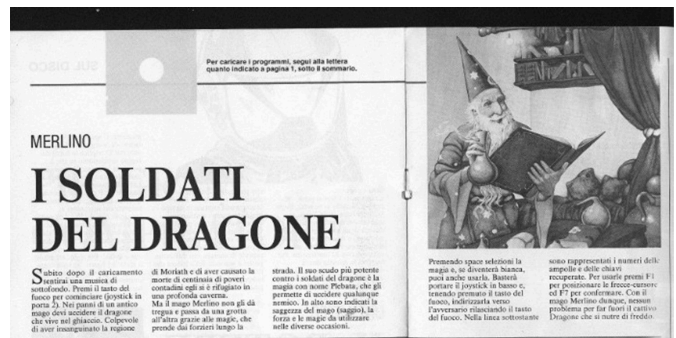 Per caricare i programmi, segui alla lettera
quanto indicato a pagina 1, sotto il sommario.
MERLINO
I SOLDATI
DEL DRAGONE
Subito dopo il caricamento
sentirai una musica di
sottofondo. Premi il tasto del
fuoco per cominciare (joystick in
porta 2). Nei panni di un antico
mago devi uccidere il dragone
che vive nel ghiaccio. Colpevole
di aver insanguinato la regione
di Moriath e di aver causato la
morte di centinaia di poveri
contadini egli si è rifugiato in
una profonda caverna.
Ma il mago Merlino non gli dà
tregua e passa da una grotta
all'altra grazie alle magie, che
prende dai forzieri lungo la
strada. Il suo scudo più potente
contro i soldati del dragone è la
magia con nome Plebata, che gli
permette di uccidere qualunque
nemico. In alto sono indicati la
saggezza del mago (saggio), la
forza e le magie da utilizzare
nelle diverse occasioni.
Premendo space selezioni la
magia e, se diventerà bianca,
puoi anche usarla. Basterà
portare il joystick in basso e,
tenendo premuto il tasto del
fuoco, indirizzarla verso
l'avversario rilasciando il tasto
del fuoco. Nella linea sottostante
sono rappresentati i numeri delle
ampolle e delle chiavi
recuperate. Per usarle premi F1
per posizionare le frecce-cursore
ed F7 per confermare. Con il
mago Merlino dunque, nessun
problema per far fuori il cattivo
Dragone che si nutre di freddo.
SUL DISCO